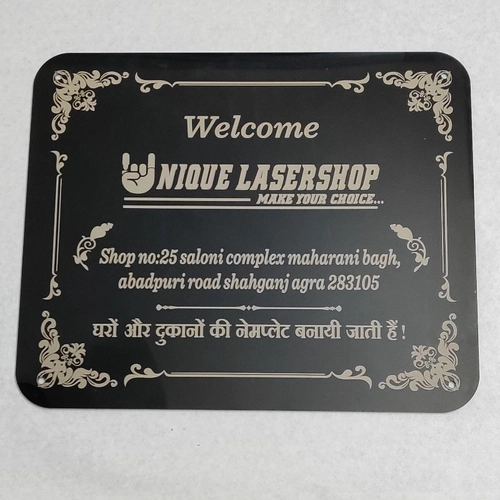 Welcome
UNIQUE LASERSHOP
MAKE YOUR CHOICE...
Shop no:25 saloni complex maharani bagh,
abadpuri road shahganj agra 283105
घरों और दुकानों की नेमप्लेट बनायी जाती हैं!